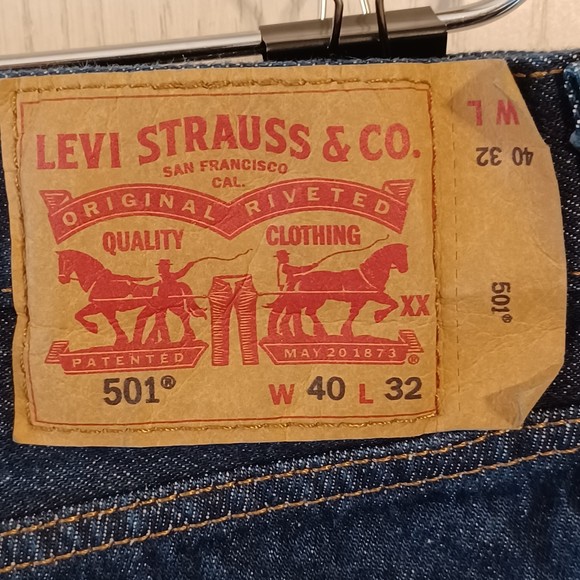 LEVI STRAUSS & CO.
SAN FRANCISCO
CAL.
ORIGINAL RIVETED
QUALITY CLOTHING
XX
PATENTED MAY 20 1873 ®
501® W 40 L 32
W L
40 32
501®